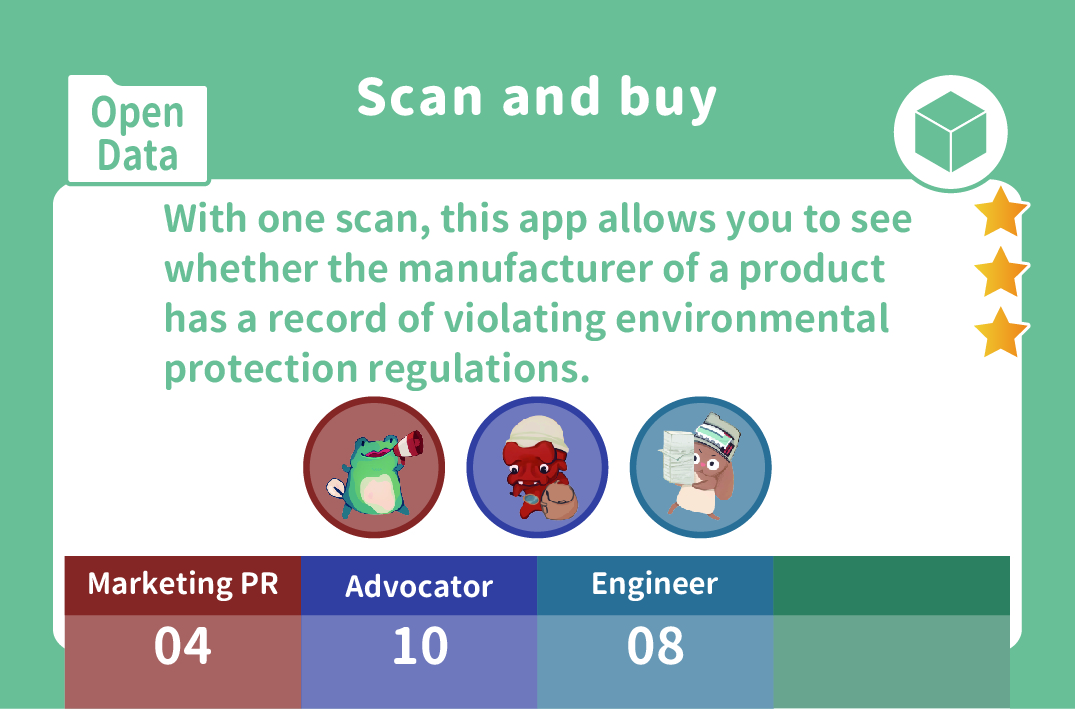 Open
Data
Scan and buy
With one scan, this app allows you to see
whether the manufacturer of a product
has a record of violating environmental
protection regulations.
Marketing PR
Advocator
Engineer
04
10
08